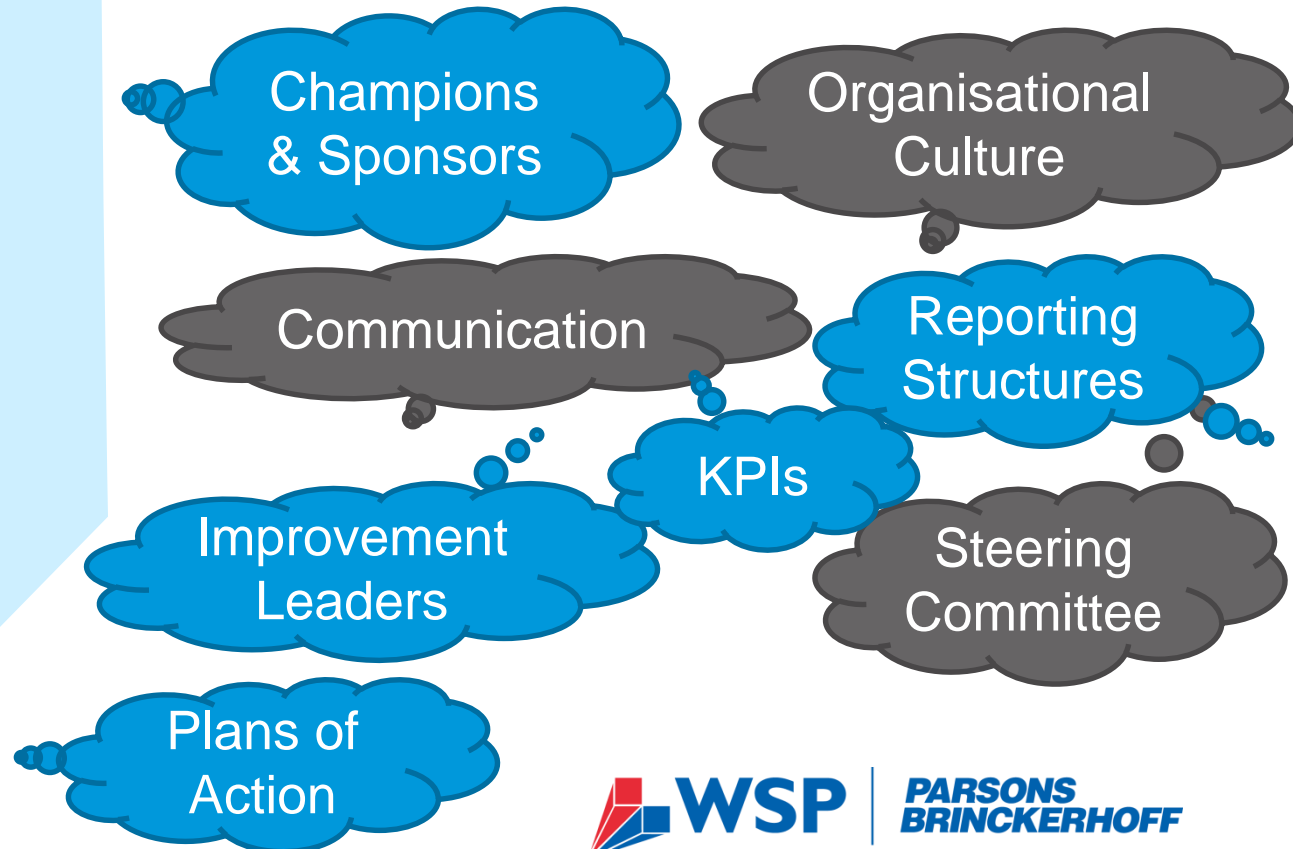 Champions
& Sponsors
Organisational
Culture
Communication
Reporting
Structures
KPIs
Improvement
Leaders
Steering
Committee
Plans of
Action
WSP
PARSONS
BRINCKERHOFF